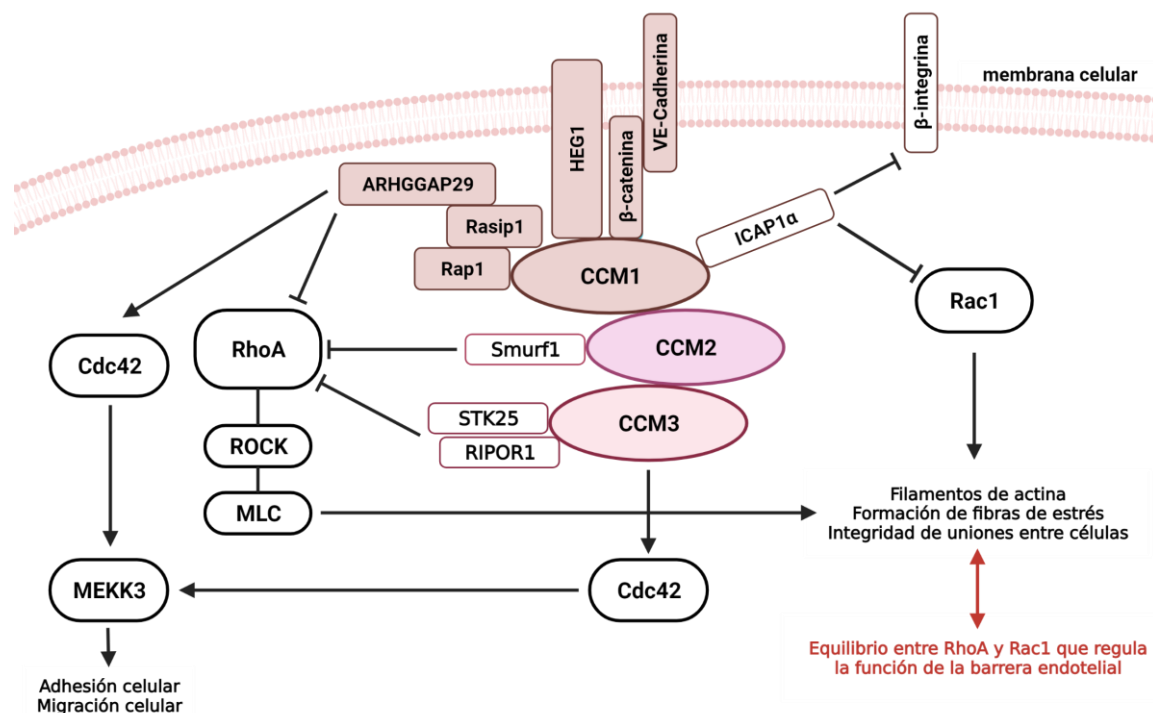 membrana celular
β-integrina
VE-Cadherina
HEG1
β-catenina
ARHGGAP29
Rasip1
Rap1
ICAP1α
CCM1
Rac1
Cdc42
RhoA
Smurf1
CCM2
STK25
RIPOR1
CCM3
ROCK
MLC
Filamentos de actina
Formación de fibras de estrés
Integridad de uniones entre células
MEKK3
Cdc42
Equilibrio entre RhoA y Rac1 que regula
la función de la barrera endotelial
Adhesión celular
Migración celular